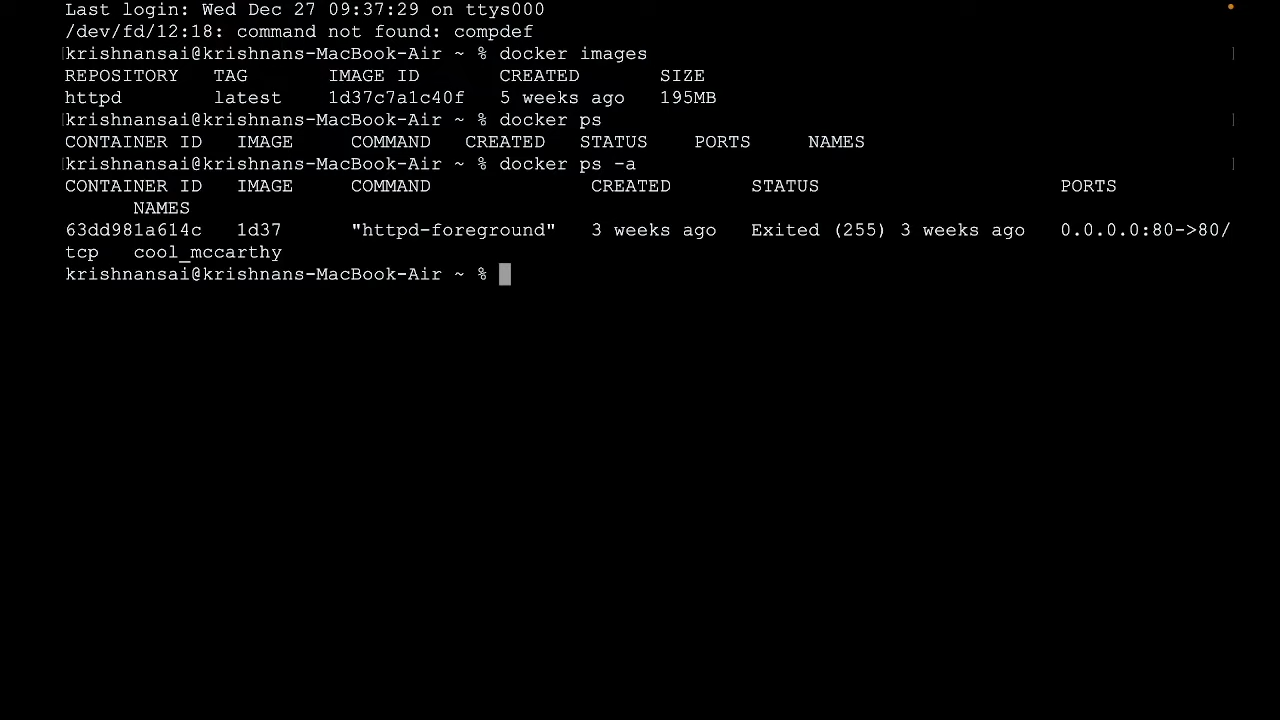 Last login: Wed Dec 27 09:37:29 on ttys000
/dev/fd/12:18: command not found: compdef
[krishnansai@krishnans-MacBook-Air ~ % docker images ]
REPOSITORY   TAG       IMAGE ID       CREATED       SIZE
httpd        latest    1d37c7a1c40f   5 weeks ago   195MB
[krishnansai@krishnans-MacBook-Air ~ % docker ps ]
CONTAINER ID   IMAGE     COMMAND   CREATED   STATUS    PORTS     NAMES
[krishnansai@krishnans-MacBook-Air ~ % docker ps -a ]
CONTAINER ID   IMAGE     COMMAND              CREATED       STATUS                     PORTS
      NAMES
63dd981a614c   1d37      "httpd-foreground"   3 weeks ago   Exited (255) 3 weeks ago   0.0.0.0:80->80/
tcp   cool_mccarthy
krishnansai@krishnans-MacBook-Air ~ %